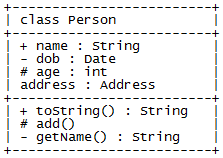 class Person
+ name : String
- dob : Date
# age : int
address : Address
+ toString() : String
# add()
- getName() : String